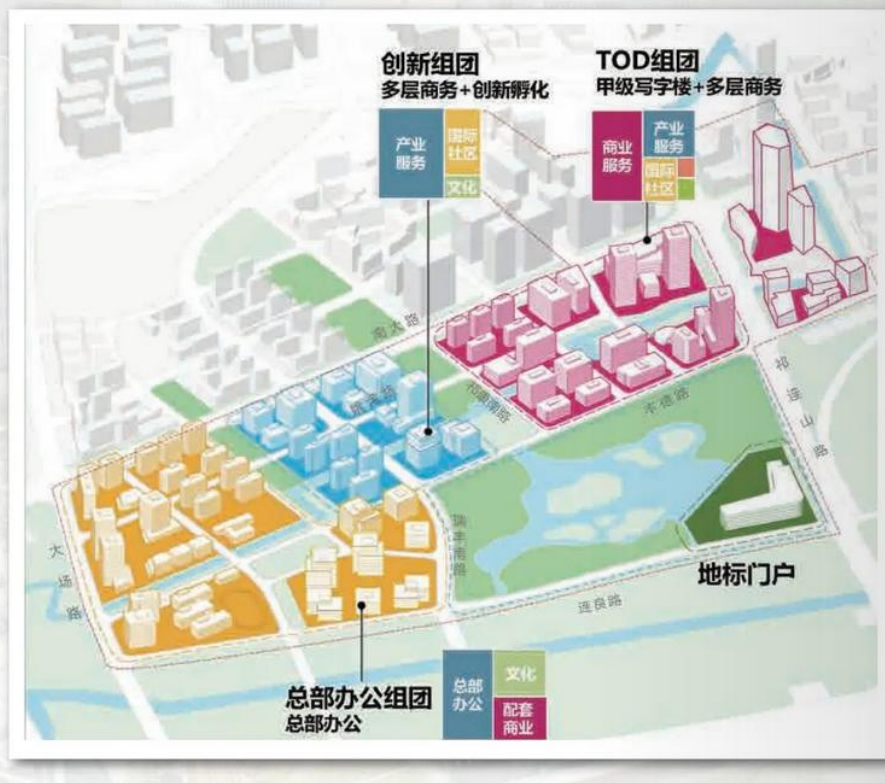 创新组团
多层商务+创新孵化
产业
服务
国际
社区
文化
TOD组团
甲级写字楼+多层商务
商业
服务
产业
服务
国际
社区
南大路
祁连南路
丰德路
祁连山路
瑞丰南路
大场路
连良路
地标门户
总部办公组团
总部办公
总部
办公
文化
配套
商业